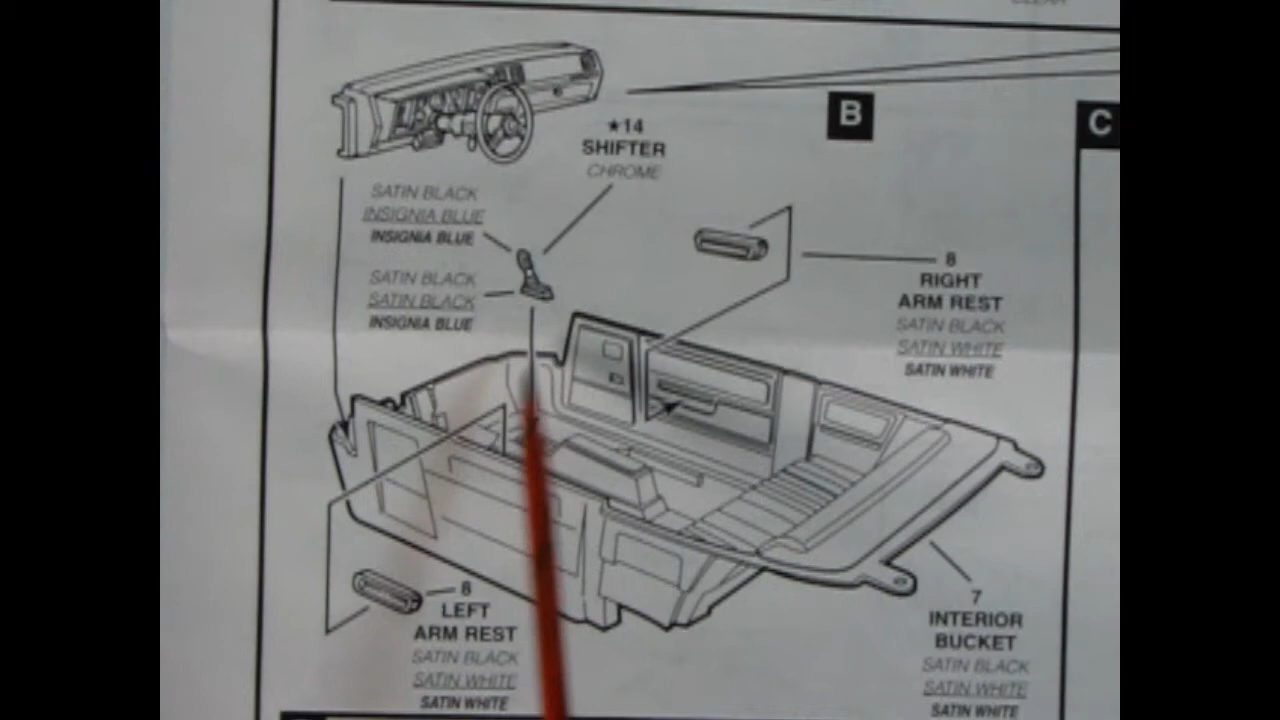 CLEAR
B
C
★14
SHIFTER
CHROME
SATIN BLACK
INSIGNIA BLUE
INSIGNIA BLUE
SATIN BLACK
SATIN BLACK
INSIGNIA BLUE
8
RIGHT
ARM REST
SATIN BLACK
SATIN WHITE
SATIN WHITE
8
LEFT
ARM REST
SATIN BLACK
SATIN WHITE
SATIN WHITE
7
INTERIOR
BUCKET
SATIN BLACK
SATIN WHITE
SATIN WHITE